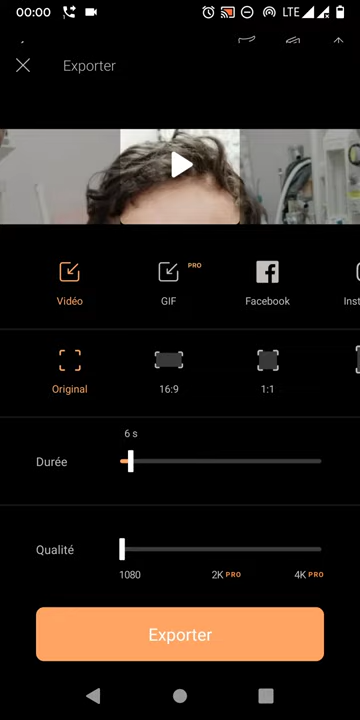 00:00 LTE
Exporter
PRO
Vidéo GIF Facebook Inst
Original 16:9 1:1
6 s
Durée
Qualité
1080 2K PRO 4K PRO
Exporter